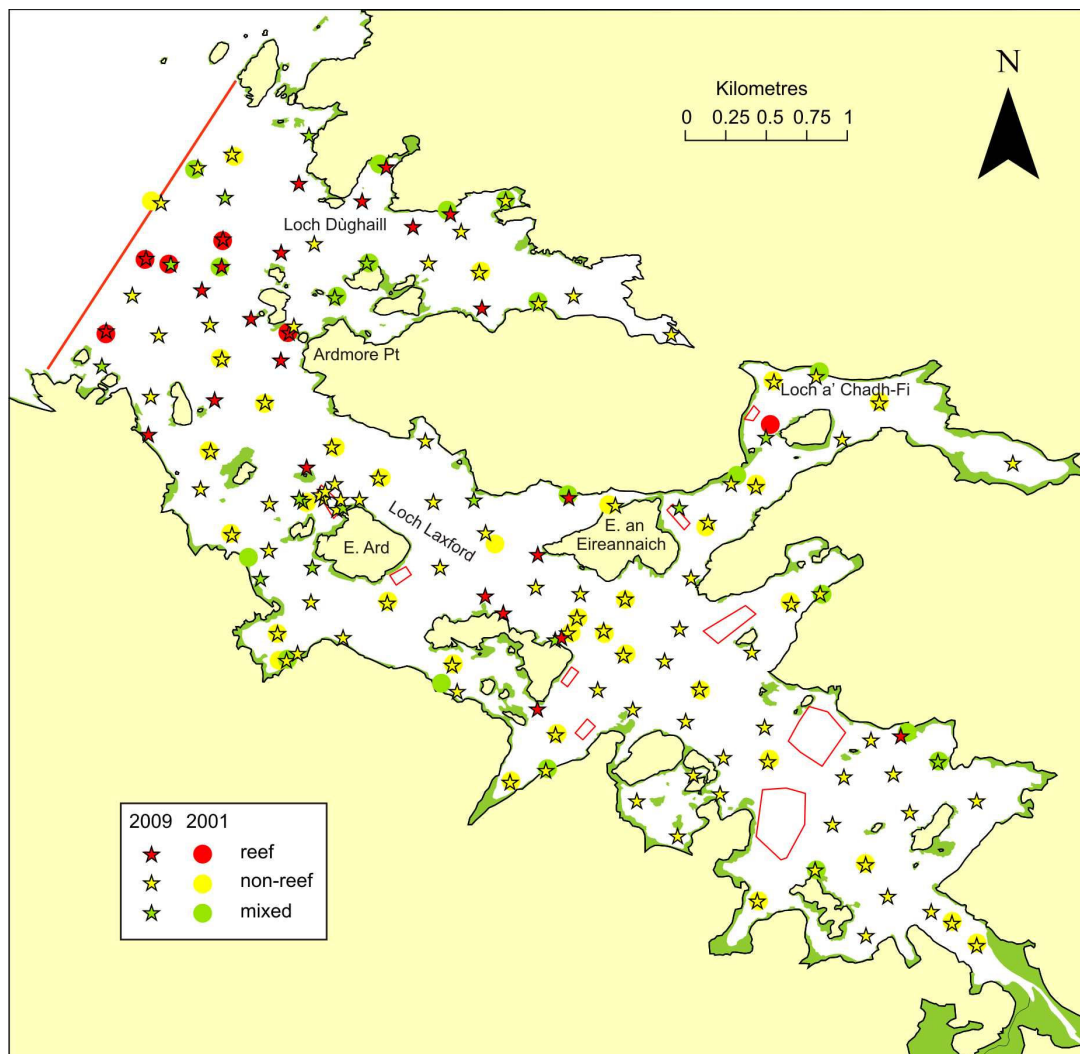 N
Kilometres
0 0.25 0.5 0.75 1
Loch Dùghaill
Ardmore Pt
Loch a' Chadh-Fi
Loch Laxford
E. an
Eireannaich
E. Ard
2009 2001
reef
non-reef
mixed